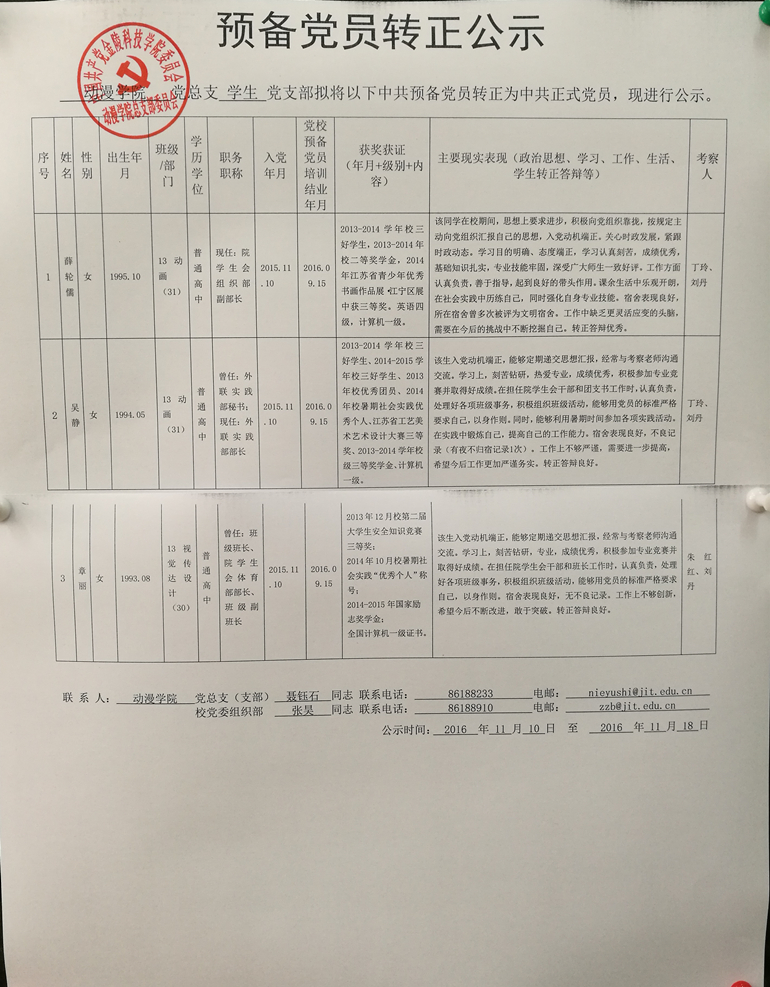 预备党员转正公示
中国共产党金陵科技学院委员会
动漫学院总支部委员会
动漫学院 党总支 学生 党支部拟将以下中共预备党员转正为中共正式党员，现进行公示。
序号 姓名 性别 出生年月 班级/部门 学历学位 职务职称 入党年月 党校预备党员培训结业年月 获奖获证（年月+级别+内容） 主要现实表现（政治思想、学习、工作、生活、学生转正答辩等） 考察人
1 薛轮儒 女 1995.10 13动画（31） 普通高中
现任：院学生会组织部副部长
2015.11.10 2016.09.15
2013-2014 学年校三
好学生，2013-2014年
校二等奖学金，2014
年江苏省青少年优秀
书画作品展·江宁区展
中获三等奖。英语四
级，计算机一级。
该同学在校期间，思想上要求进步，积极向党组织靠拢，按规定主
动向党组织汇报自己的思想，入党动机端正。关心时政发展，紧跟
时政动态。学习目的明确、态度端正，学习认真刻苦，成绩优秀，
基础知识扎实，专业技能牢固，深受广大师生一致好评。工作方面
认真负责，善于指导，起到良好的带头作用。课余生活中乐观开朗，
在社会实践中历练自己，同时强化自身专业技能。宿舍表现良好，
所在宿舍曾多次被评为文明宿舍。工作中缺乏更灵活应变的头脑，
需要在今后的挑战中不断挖掘自己。转正答辩优秀。
丁玲、刘丹
2 吴静 女 1994.05 13动画（31） 普通高中
曾任：外联实践部秘书；现任：外联实践部部长
2015.11.10 2016.09.15
2013-2014 学年校三
好学生、2014-2015学
年校三好学生、2013
年校优秀团员、2014
年校暑期社会实践优
秀个人、江苏省工艺美
术艺术设计大赛三等
奖、2013-2014学年校
级三等奖学金、计算机
一级。
该生入党动机端正，能够定期递交思想汇报，经常与考察老师沟通
交流。学习上，刻苦钻研，热爱专业，成绩优秀，积极参加专业竞
赛并取得好成绩。在担任院学生会干部和团支书工作时，认真负责，
处理好各项班级事务，积极组织班级活动，能够用党员的标准严格
要求自己，以身作则。同时，能够利用暑期时间参加各项实践活动。
在实践中锻炼自己，提高自己的工作能力。宿舍表现良好，不良记
录（有夜不归宿记录1次）。工作上不够严谨，需要进一步提高，
希望今后工作更加严谨务实。转正答辩良好。
丁玲、刘丹
3 章丽 女 1993.08 13视觉传达设计（30） 普通高中
曾任：班级班长、院学生会体育部部长、班级副班长
2015.11.10 2016.09.15
2013年12月校第二届
大学生安全知识竞赛
三等奖；
2014年10月校暑期社
会实践“优秀个人”称
号；
2014-2015年国家励
志奖学金；
全国计算机一级证书。
该生入党动机端正，能够定期递交思想汇报，经常与考察老师沟通
交流。学习上，刻苦钻研，专业，成绩优秀，积极参加专业竞赛并
取得好成绩。在担任院学生会干部和班长工作时，认真负责，处理
好各项班级事务，积极组织班级活动，能够用党员的标准严格要求
自己，以身作则。宿舍表现良好，无不良记录。工作上不够创新，
希望今后不断改进，敢于突破。转正答辩良好。
朱红红、刘丹
联 系 人： 动漫学院 党总支（支部） 聂钰石 同志 联系电话： 86188233 电邮： nieyushi@jit.edu.cn
校党委组织部 张昊 同志 联系电话： 86188910 电邮： zzb@jit.edu.cn
公示时间： 2016 年 11 月 10 日 至 2016 年 11 月 18 日